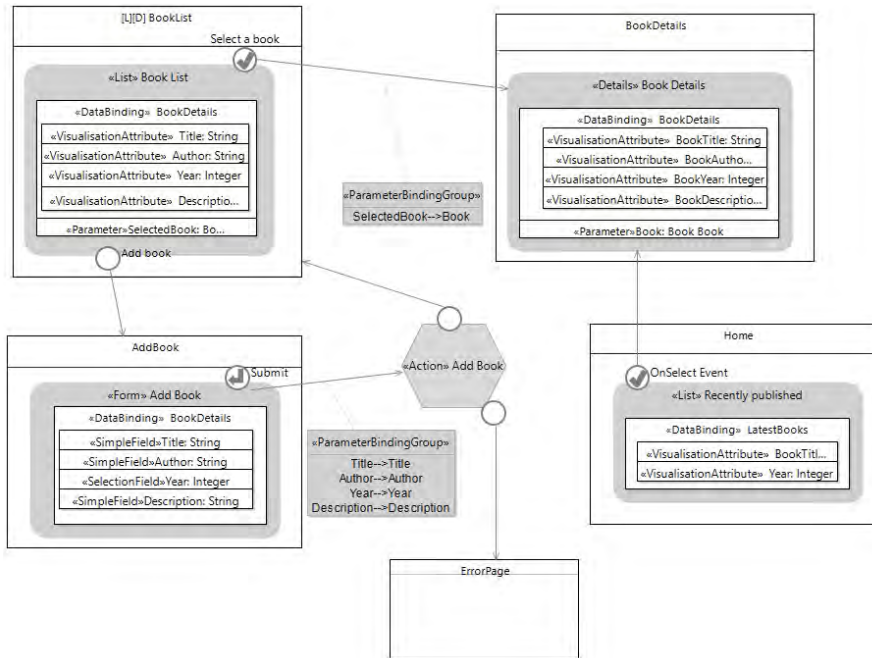 [L][D] BookList
Select a book
«List» Book List
«DataBinding» BookDetails
«VisualisationAttribute» Title: String
«VisualisationAttribute» Author: String
«VisualisationAttribute» Year: Integer
«VisualisationAttribute» Descriptio...
«Parameter»SelectedBook: Bo...
Add book
BookDetails
«Details» Book Details
«DataBinding» BookDetails
«VisualisationAttribute» BookTitle: String
«VisualisationAttribute» BookAutho...
«VisualisationAttribute» BookYear: Integer
«VisualisationAttribute» BookDescriptio...
«Parameter»Book: Book Book
«ParameterBindingGroup»
SelectedBook-->Book
AddBook
Submit
«Form» Add Book
«DataBinding» BookDetails
«SimpleField»Title: String
«SimpleField»Author: String
«SelectionField»Year: Integer
«SimpleField»Description: String
«Action» Add Book
«ParameterBindingGroup»
Title-->Title
Author-->Author
Year-->Year
Description-->Description
Home
OnSelect Event
«List» Recently published
«DataBinding» LatestBooks
«VisualisationAttribute» BookTitl...
«VisualisationAttribute» Year: Integer
ErrorPage